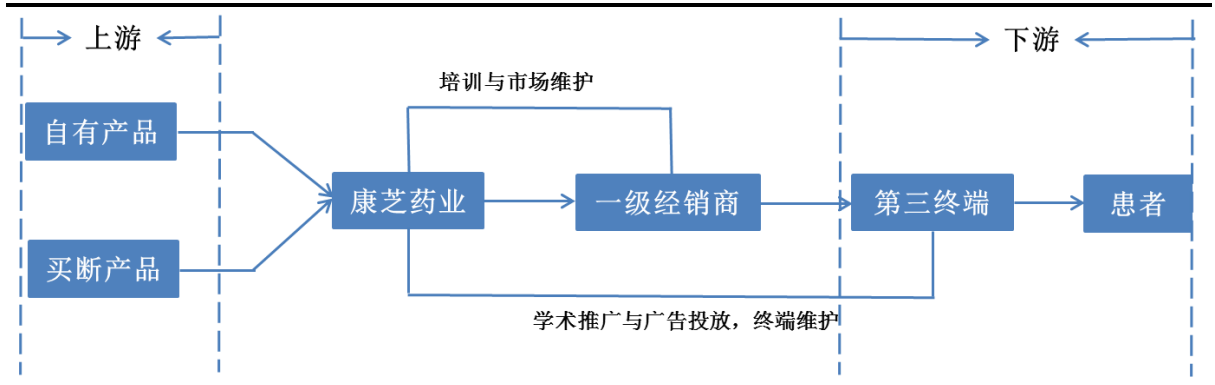 上游
下游
培训与市场维护
自有产品
康芝药业
一级经销商
第三终端
患者
买断产品
学术推广与广告投放，终端维护